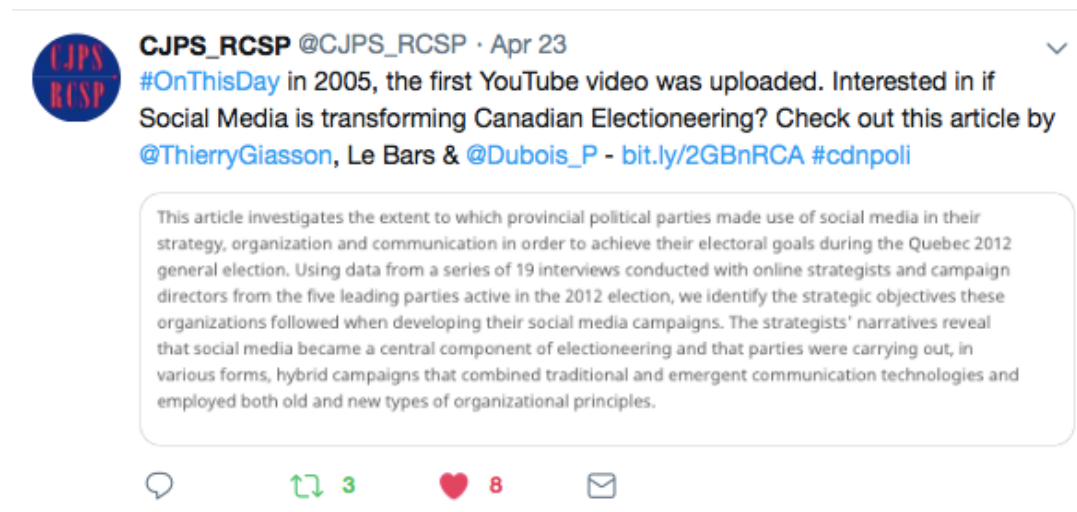 CJPS
RCSP
CJPS_RCSP @CJPS_RCSP · Apr 23
#OnThisDay in 2005, the first YouTube video was uploaded. Interested in if
Social Media is transforming Canadian Electioneering? Check out this article by
@ThierryGiasson, Le Bars & @Dubois_P - bit.ly/2GBnRCA #cdnpoli
This article investigates the extent to which provincial political parties made use of social media in their
strategy, organization and communication in order to achieve their electoral goals during the Quebec 2012
general election. Using data from a series of 19 interviews conducted with online strategists and campaign
directors from the five leading parties active in the 2012 election, we identify the strategic objectives these
organizations followed when developing their social media campaigns. The strategists' narratives reveal
that social media became a central component of electioneering and that parties were carrying out, in
various forms, hybrid campaigns that combined traditional and emergent communication technologies and
employed both old and new types of organizational principles.
3 8